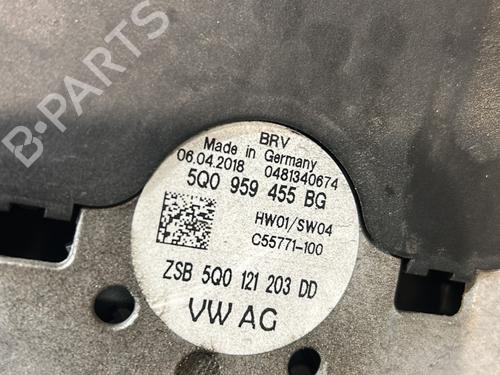 BRV
Made in Germany
06.04.2018 0481340674
5Q0 959 455 BG
HW01/SW04
C55771-100
ZSB 5Q0 121 203 DD
VW AG
B-PARTS